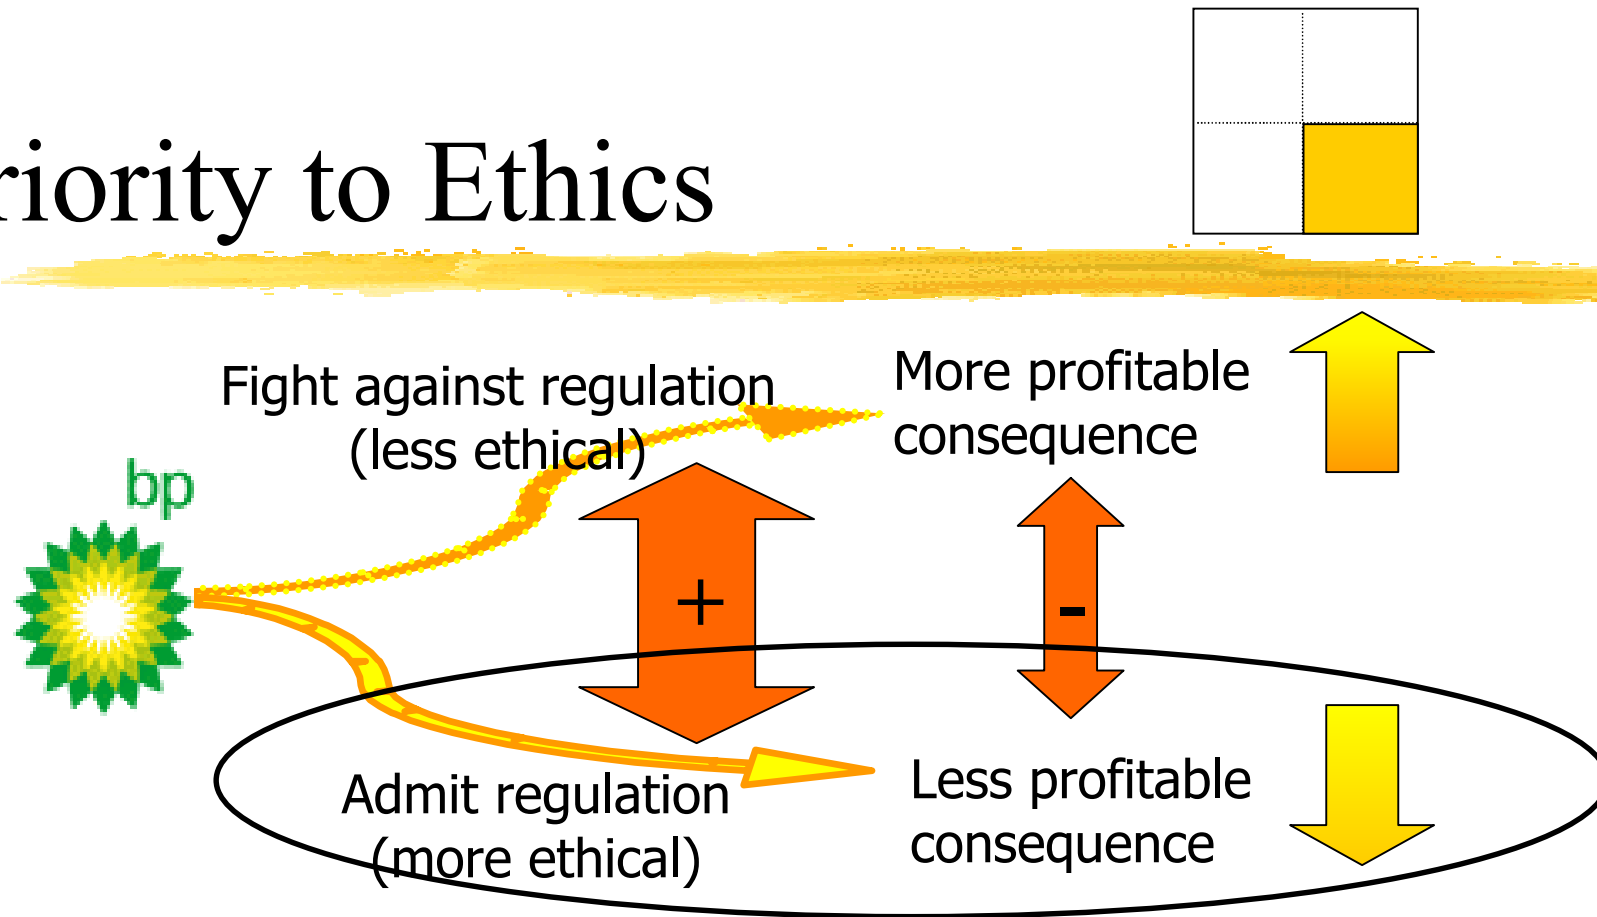 riority to Ethics
Fight against regulation
(less ethical)
More profitable
consequence
bp
+
-
Admit regulation
(more ethical)
Less profitable
consequence